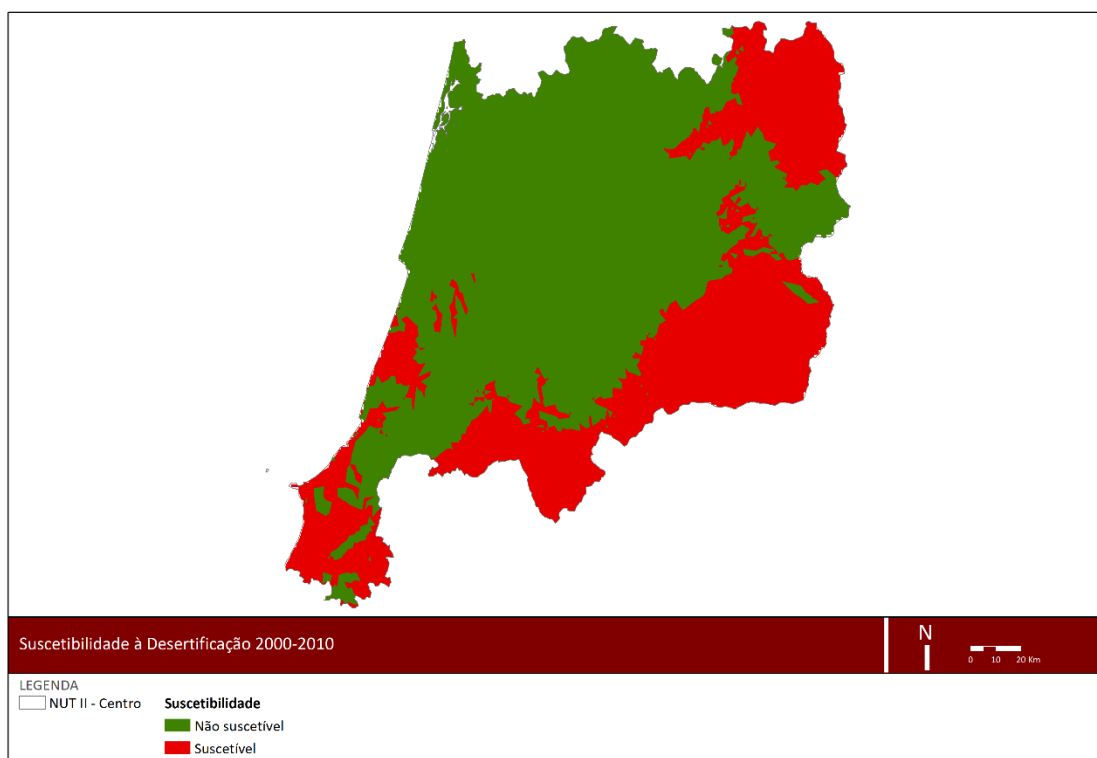 Suscetibilidade à Desertificação 2000-2010
N
0 10 20 Km
LEGENDA
NUT II - Centro
Suscetibilidade
Não suscetível
Suscetível